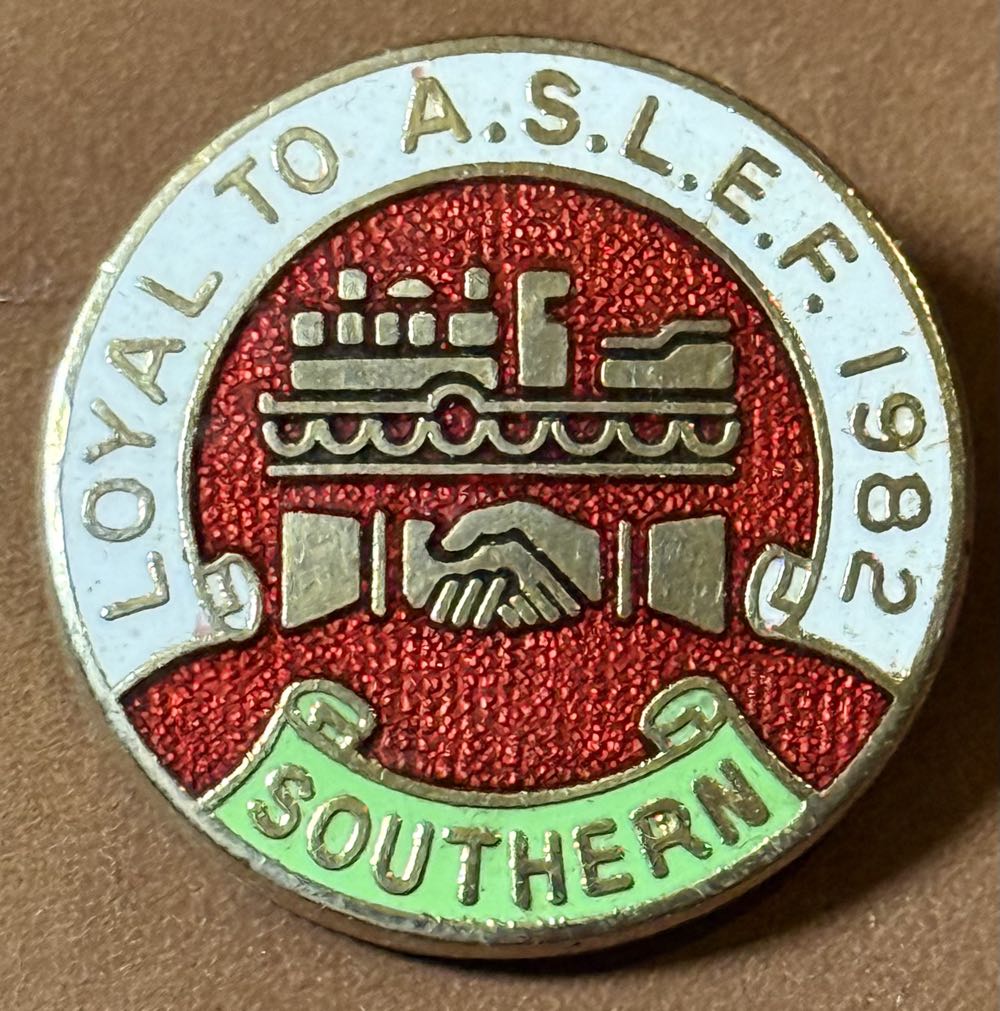 LOYAL TO A.S.L.E.F. 1982
SOUTHERN